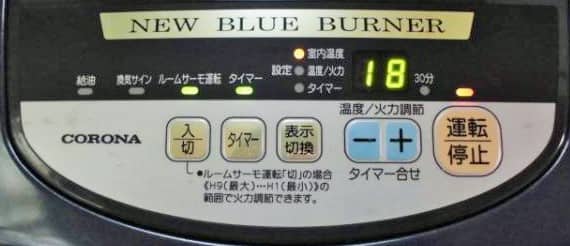 NEW BLUE BURNER
室内温度
設定 温度/火力
タイマー
18
30分
給油 換気サイン ルームサーモ運転 タイマー
温度/火力調節
CORONA
入
切
タイマー
表示
切換
− +
運転
停止
タイマー合せ
●ルームサーモ運転「切」の場合
《H9(最大)…H1(最小)》の
範囲で火力調節できます。